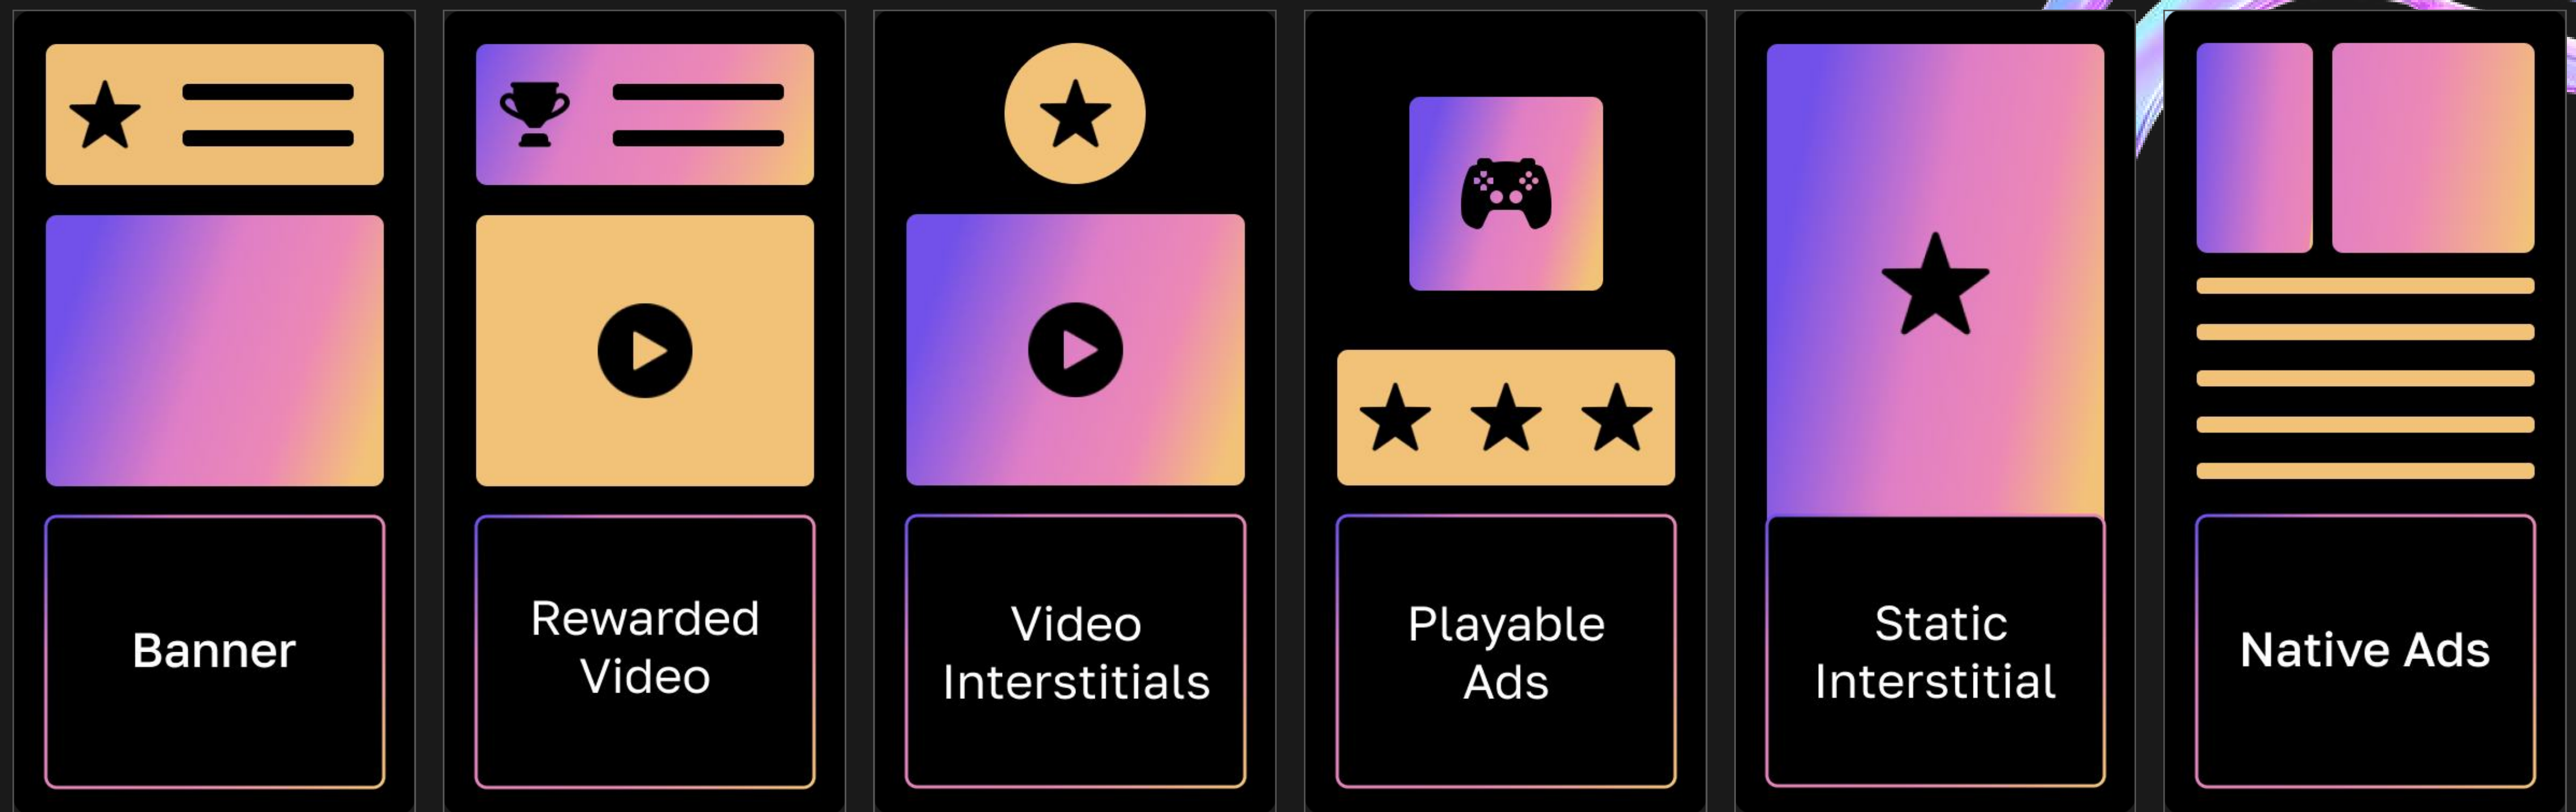 Banner
Rewarded
Video
Video
Interstitials
Playable
Ads
Static
Interstitial
Native Ads